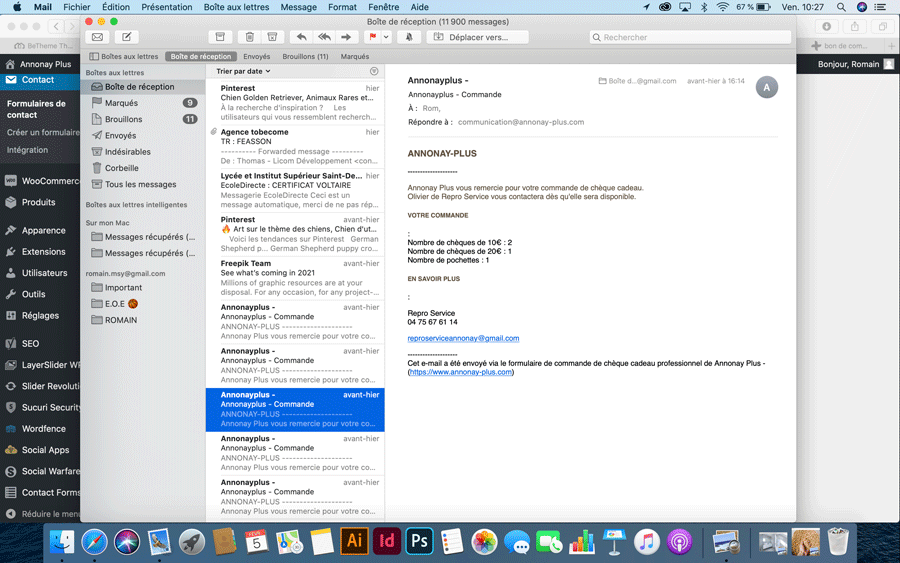 Mail Fichier Édition Présentation Boîte aux lettres Message Format Fenêtre Aide 67 % Ven. 10:27
Boîte de réception (11 900 messages)
Déplacer vers...
Rechercher
BeTheme Th...
bon de com...
Boîtes aux lettres Boîte de réception Envoyés Brouillons (11) Marqués
Annonay Plus
Bonjour, Romain
Contact
Formulaires de
contact
Créer un formulaire
Intégration
WooCommerc
Produits
Apparence
Extensions
Utilisateurs
Outils
Réglages
SEO
LayerSlider WP
Slider Revoluti
Sucuri Security
Wordfence
Social Apps
Social Warfare
Contact Forms
Réduire le menu
Boîtes aux lettres
Boîte de réception
Marqués 9
Brouillons 11
Envoyés
Indésirables
Corbeille
Tous les messages
Boîtes aux lettres intelligentes
Sur mon Mac
Messages récupérés (...
Messages récupérés (...
romain.msy@gmail.com
Important
E.O.E
ROMAIN
Trier par date
Pinterest hier
Chien Golden Retriever, Animaux Rares et...
À la recherche d'inspiration ? Les
utilisateurs qui vous ressemblent recherch...
Agence tobecome hier
TR : FEASSON
---------- Forwarded message ---------
De : Thomas - Licom Développement <con...
Lycée et Institut Supérieur Saint-De... hier
EcoleDirecte : CERTIFICAT VOLTAIRE
Messagerie EcoleDirecte Ceci est un
message automatique, merci de ne pas rép...
Pinterest avant-hier
🔥 Art sur le thème des chiens, Chien d'ut...
Voici les tendances sur Pinterest German
Shepherd p... German Shepherd puppy cro...
Freepik Team avant-hier
See what's coming in 2021
Millions of graphic resources are at your
disposal. For any occasion, for any project-...
Annonayplus - avant-hier
Annonayplus - Commande
ANNONAY-PLUS --------------------
Annonay Plus vous remercie pour votre co...
Annonayplus - avant-hier
Annonayplus - Commande
ANNONAY-PLUS --------------------
Annonay Plus vous remercie pour votre co...
Annonayplus - avant-hier
Annonayplus - Commande
ANNONAY-PLUS --------------------
Annonay Plus vous remercie pour votre co...
Annonayplus - avant-hier
Annonayplus - Commande
ANNONAY-PLUS --------------------
Annonay Plus vous remercie pour votre co...
Annonayplus - avant-hier
Annonayplus - Commande
ANNONAY-PLUS --------------------
Annonay Plus vous remercie pour votre co...
Annonayplus - Boîte d...@gmail.com avant-hier à 16:14
A
Annonayplus - Commande
À : Rom,
Répondre à : communication@annonay-plus.com
ANNONAY-PLUS
--------------------
Annonay Plus vous remercie pour votre commande de chèque cadeau.
Olivier de Repro Service vous contactera dès qu'elle sera disponible.
VOTRE COMMANDE
:
Nombre de chèques de 10€ : 2
Nombre de chèques de 20€ : 1
Nombre de pochettes : 1
EN SAVOIR PLUS
:
Repro Service
04 75 67 61 14
reproserviceannonay@gmail.com
--------------------
Cet e-mail a été envoyé via le formulaire de commande de chèque cadeau professionnel de Annonay Plus -
(https://www.annonay-plus.com)
5
Ai Id Ps